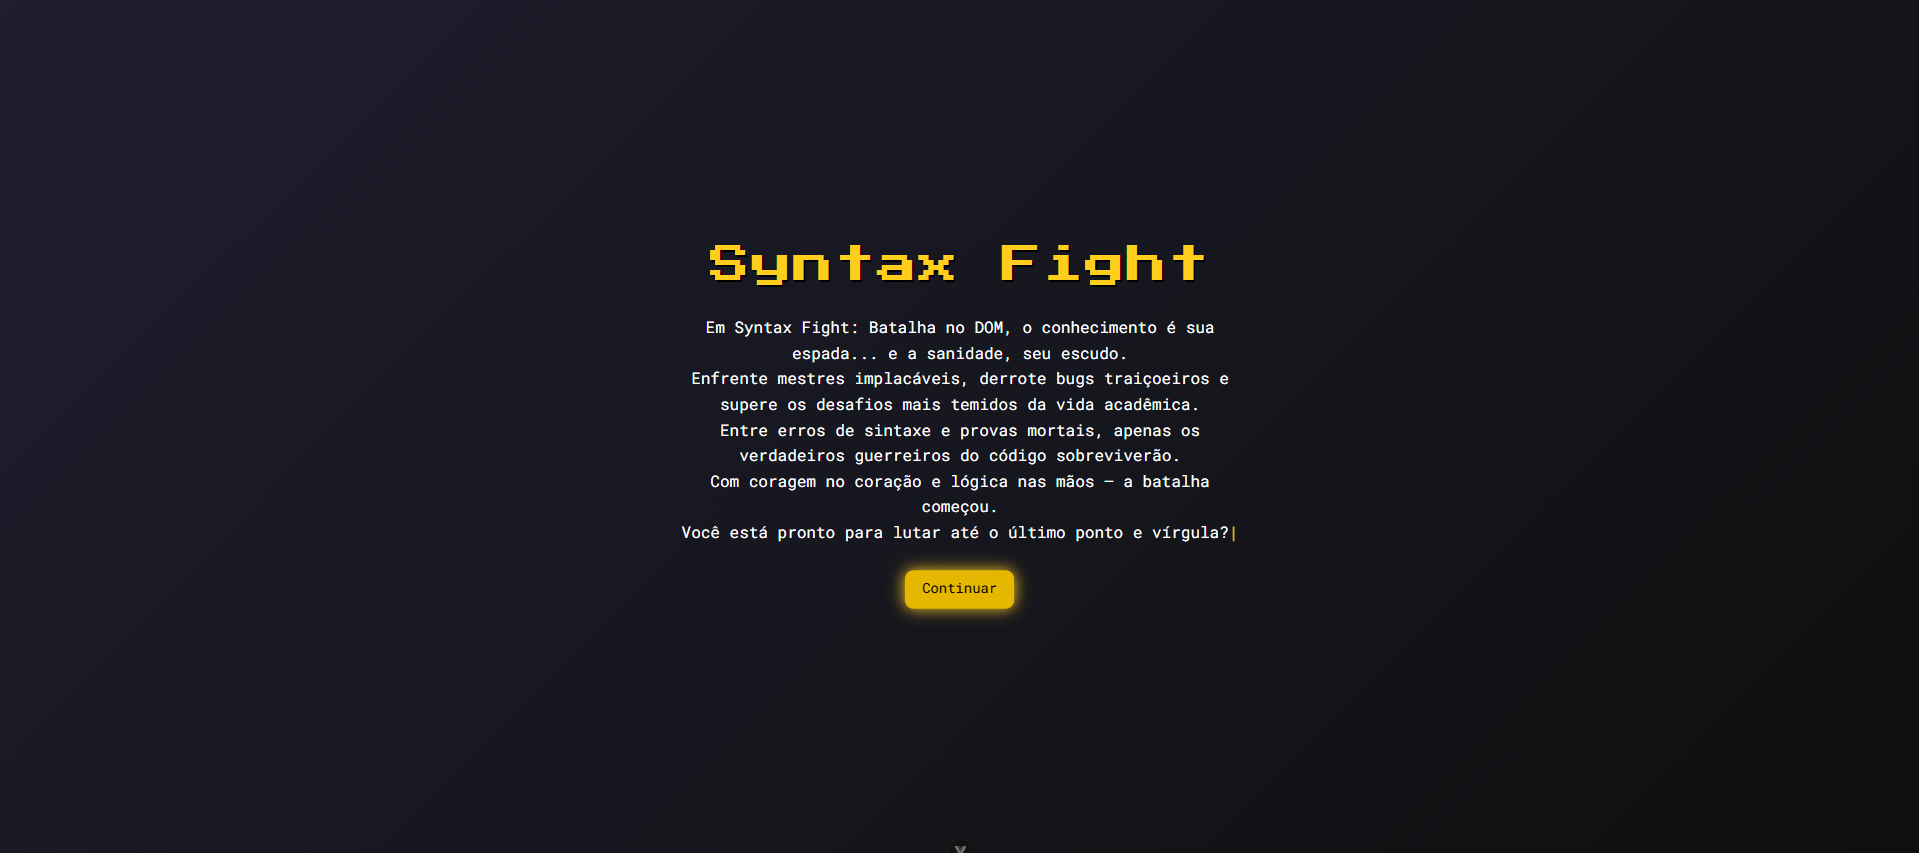 Syntax Fight
Em Syntax Fight: Batalha no DOM, o conhecimento é sua
espada... e a sanidade, seu escudo.
Enfrente mestres implacáveis, derrote bugs traiçoeiros e
supere os desafios mais temidos da vida acadêmica.
Entre erros de sintaxe e provas mortais, apenas os
verdadeiros guerreiros do código sobreviverão.
Com coragem no coração e lógica nas mãos — a batalha
começou.
Você está pronto para lutar até o último ponto e vírgula?|
Continuar